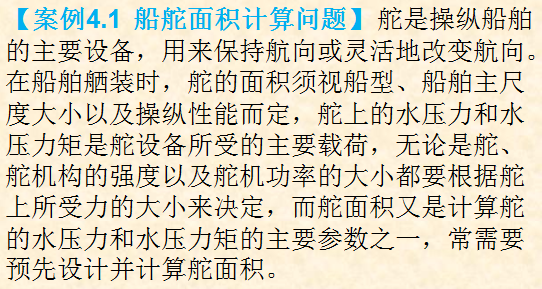 【案例4.1 船舵面积计算问题】舵是操纵船舶
的主要设备，用来保持航向或灵活地改变航向。
在船舶舾装时，舵的面积须视船型、船舶主尺
度大小以及操纵性能而定，舵上的水压力和水
压力矩是舵设备所受的主要载荷，无论是舵、
舵机构的强度以及舵机功率的大小都要根据舵
上所受力的大小来决定，而舵面积又是计算舵
的水压力和水压力矩的主要参数之一，常需要
预先设计并计算舵面积。